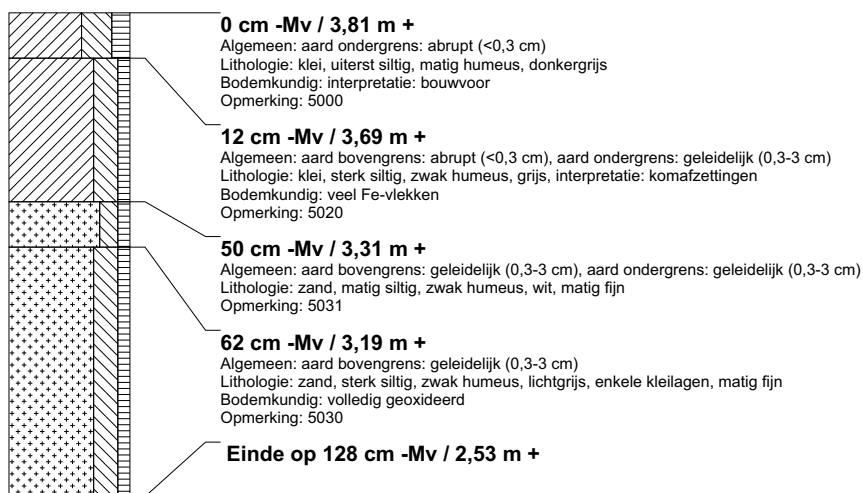 0 cm -Mv / 3,81 m +
Algemeen: aard ondergrens: abrupt (<0,3 cm)
Lithologie: klei, uiterst siltig, matig humeus, donkergrijs
Bodemkundig: interpretatie: bouwvoor
Opmerking: 5000
12 cm -Mv / 3,69 m +
Algemeen: aard bovengrens: abrupt (<0,3 cm), aard ondergrens: geleidelijk (0,3-3 cm)
Lithologie: klei, sterk siltig, zwak humeus, grijs, interpretatie: komafzettingen
Bodemkundig: veel Fe-vlekken
Opmerking: 5020
50 cm -Mv / 3,31 m +
Algemeen: aard bovengrens: geleidelijk (0,3-3 cm), aard ondergrens: geleidelijk (0,3-3 cm)
Lithologie: zand, matig siltig, zwak humeus, wit, matig fijn
Opmerking: 5031
62 cm -Mv / 3,19 m +
Algemeen: aard bovengrens: geleidelijk (0,3-3 cm)
Lithologie: zand, sterk siltig, zwak humeus, lichtgrijs, enkele kleilagen, matig fijn
Bodemkundig: volledig geoxideerd
Opmerking: 5030
Einde op 128 cm -Mv / 2,53 m +